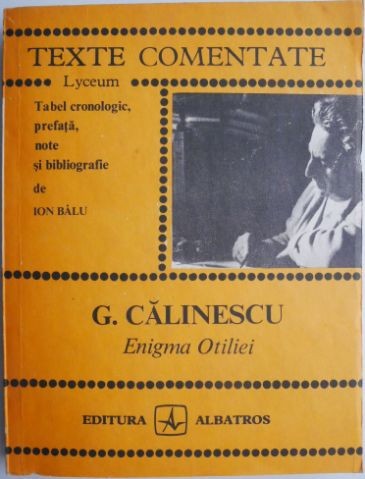 TEXTE COMENTATE
Lyceum
Tabel cronologic,
prefață,
note
și bibliografie
de
ION BĂLU
G. CĂLINESCU
Enigma Otiliei
EDITURA ALBATROS